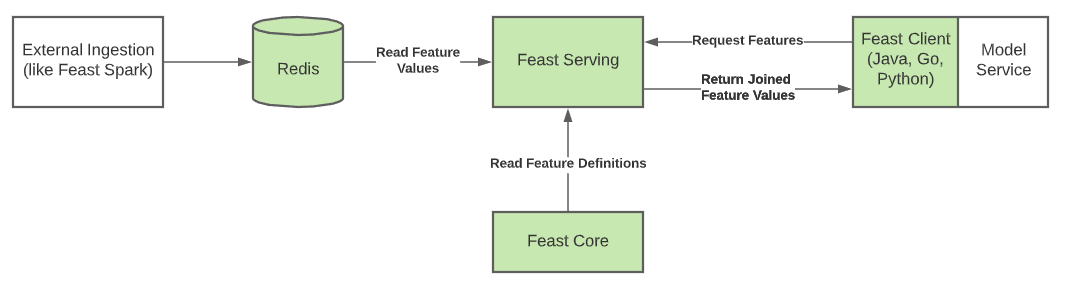 External Ingestion
(like Feast Spark)
Redis
Read Feature
Values
Feast Serving
Request Features
Return Joined
Feature Values
Feast Client
(Java, Go,
Python)
Model
Service
Read Feature Definitions
Feast Core